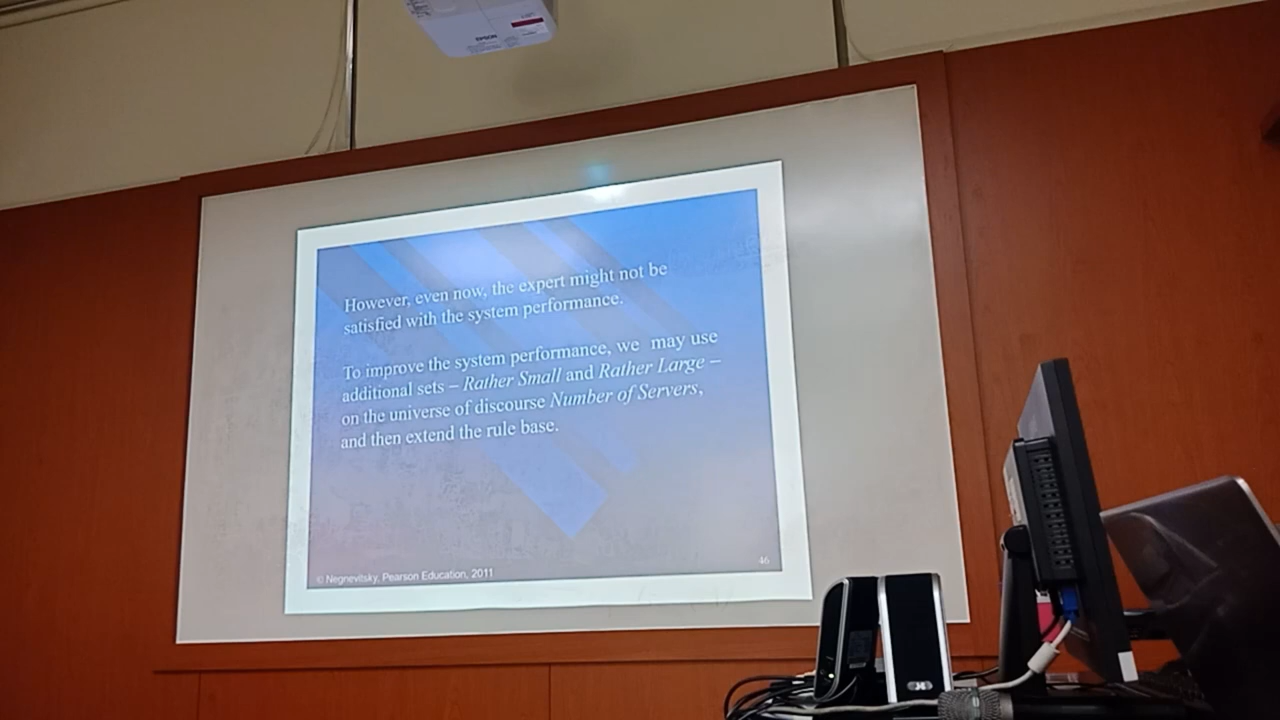 EPSON
However, even now, the expert might not be
satisfied with the system performance.
To improve the system performance, we may use
additional sets – Rather Small and Rather Large –
on the universe of discourse Number of Servers,
and then extend the rule base.
46
© Negnevitsky, Pearson Education, 2011